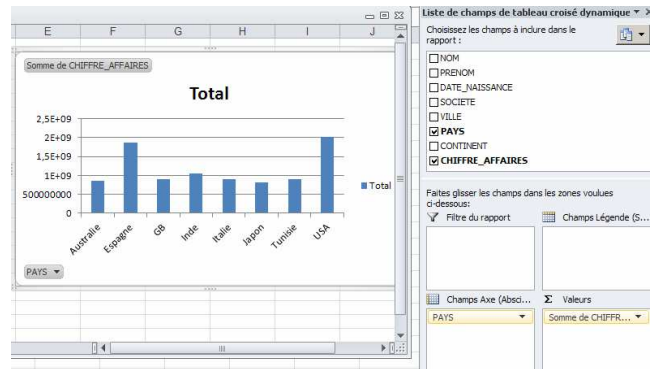 E F G H I J
Somme de CHIFFRE_AFFAIRES
Total
2,5E+09
2E+09
1,5E+09
1E+09
500000000
0
Australie
Espagne
GB
Inde
Italie
Japon
Tunisie
USA
Total
PAYS
Liste de champs de tableau croisé dynamique
Choisissez les champs à inclure dans le
rapport :
NOM
PRENOM
DATE_NAISSANCE
SOCIETE
VILLE
PAYS
CONTINENT
CHIFFRE_AFFAIRES
Faites glisser les champs dans les zones voulues
ci-dessous:
Filtre du rapport
Champs Légende (S...
Champs Axe (Absci...
Σ Valeurs
PAYS
Somme de CHIFFR...